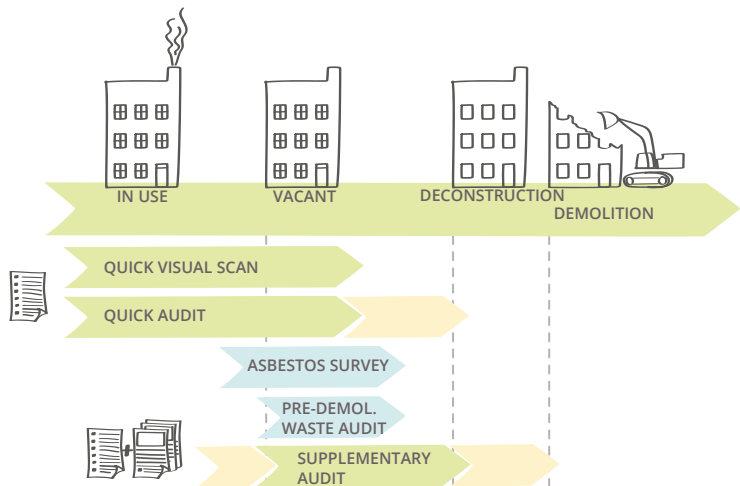 IN USE
VACANT
DECONSTRUCTION
DEMOLITION
QUICK VISUAL SCAN
QUICK AUDIT
ASBESTOS SURVEY
PRE-DEMOL.
WASTE AUDIT
SUPPLEMENTARY
AUDIT